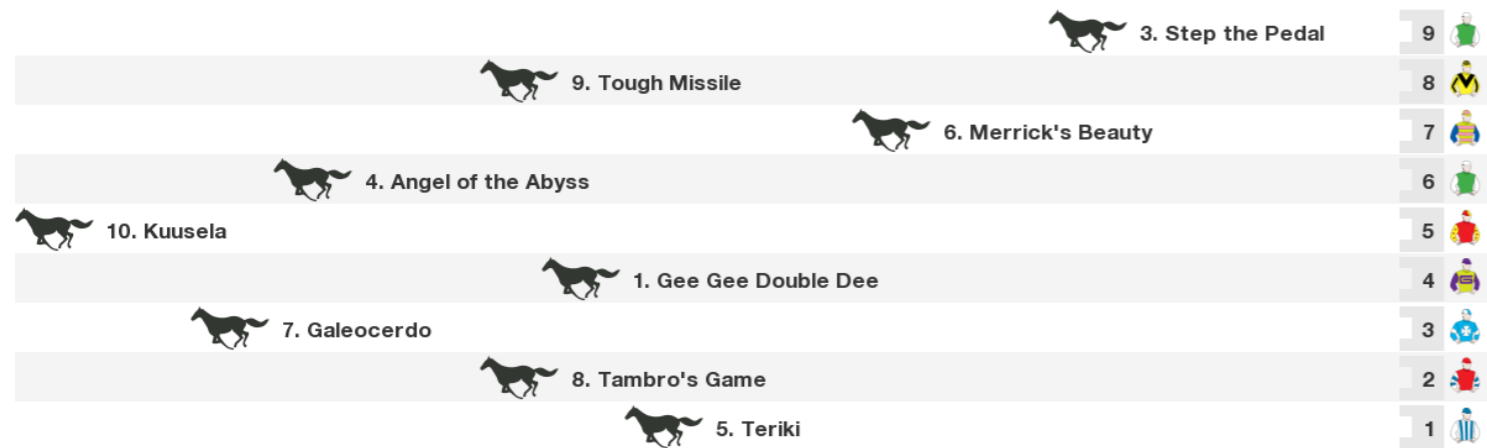 3. Step the Pedal 9
9. Tough Missile 8
6. Merrick's Beauty 7
4. Angel of the Abyss 6
10. Kuusela 5
1. Gee Gee Double Dee 4
7. Galeocerdo 3
8. Tambro's Game 2
5. Teriki 1